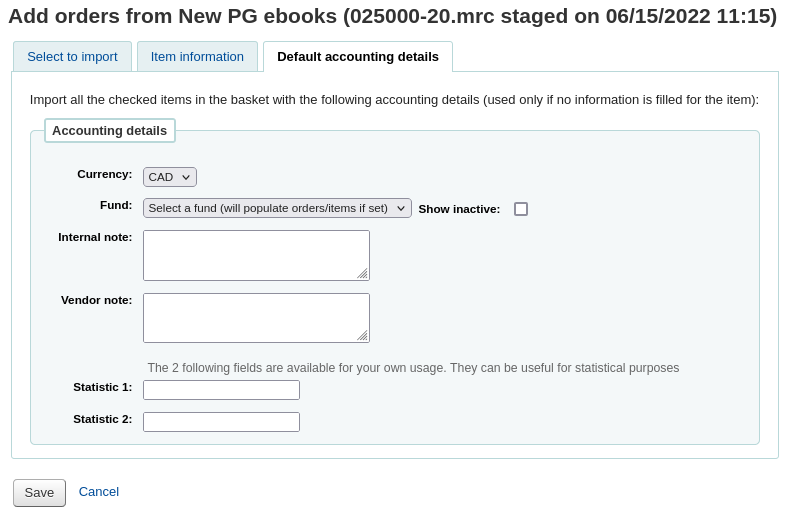 Add orders from New PG ebooks (025000-20.mrc staged on 06/15/2022 11:15)
Select to import Item information Default accounting details
Import all the checked items in the basket with the following accounting details (used only if no information is filled for the item):
Accounting details
Currency: CAD
Fund: Select a fund (will populate orders/items if set) Show inactive:
Internal note:
Vendor note:
The 2 following fields are available for your own usage. They can be useful for statistical purposes
Statistic 1:
Statistic 2:
Save Cancel